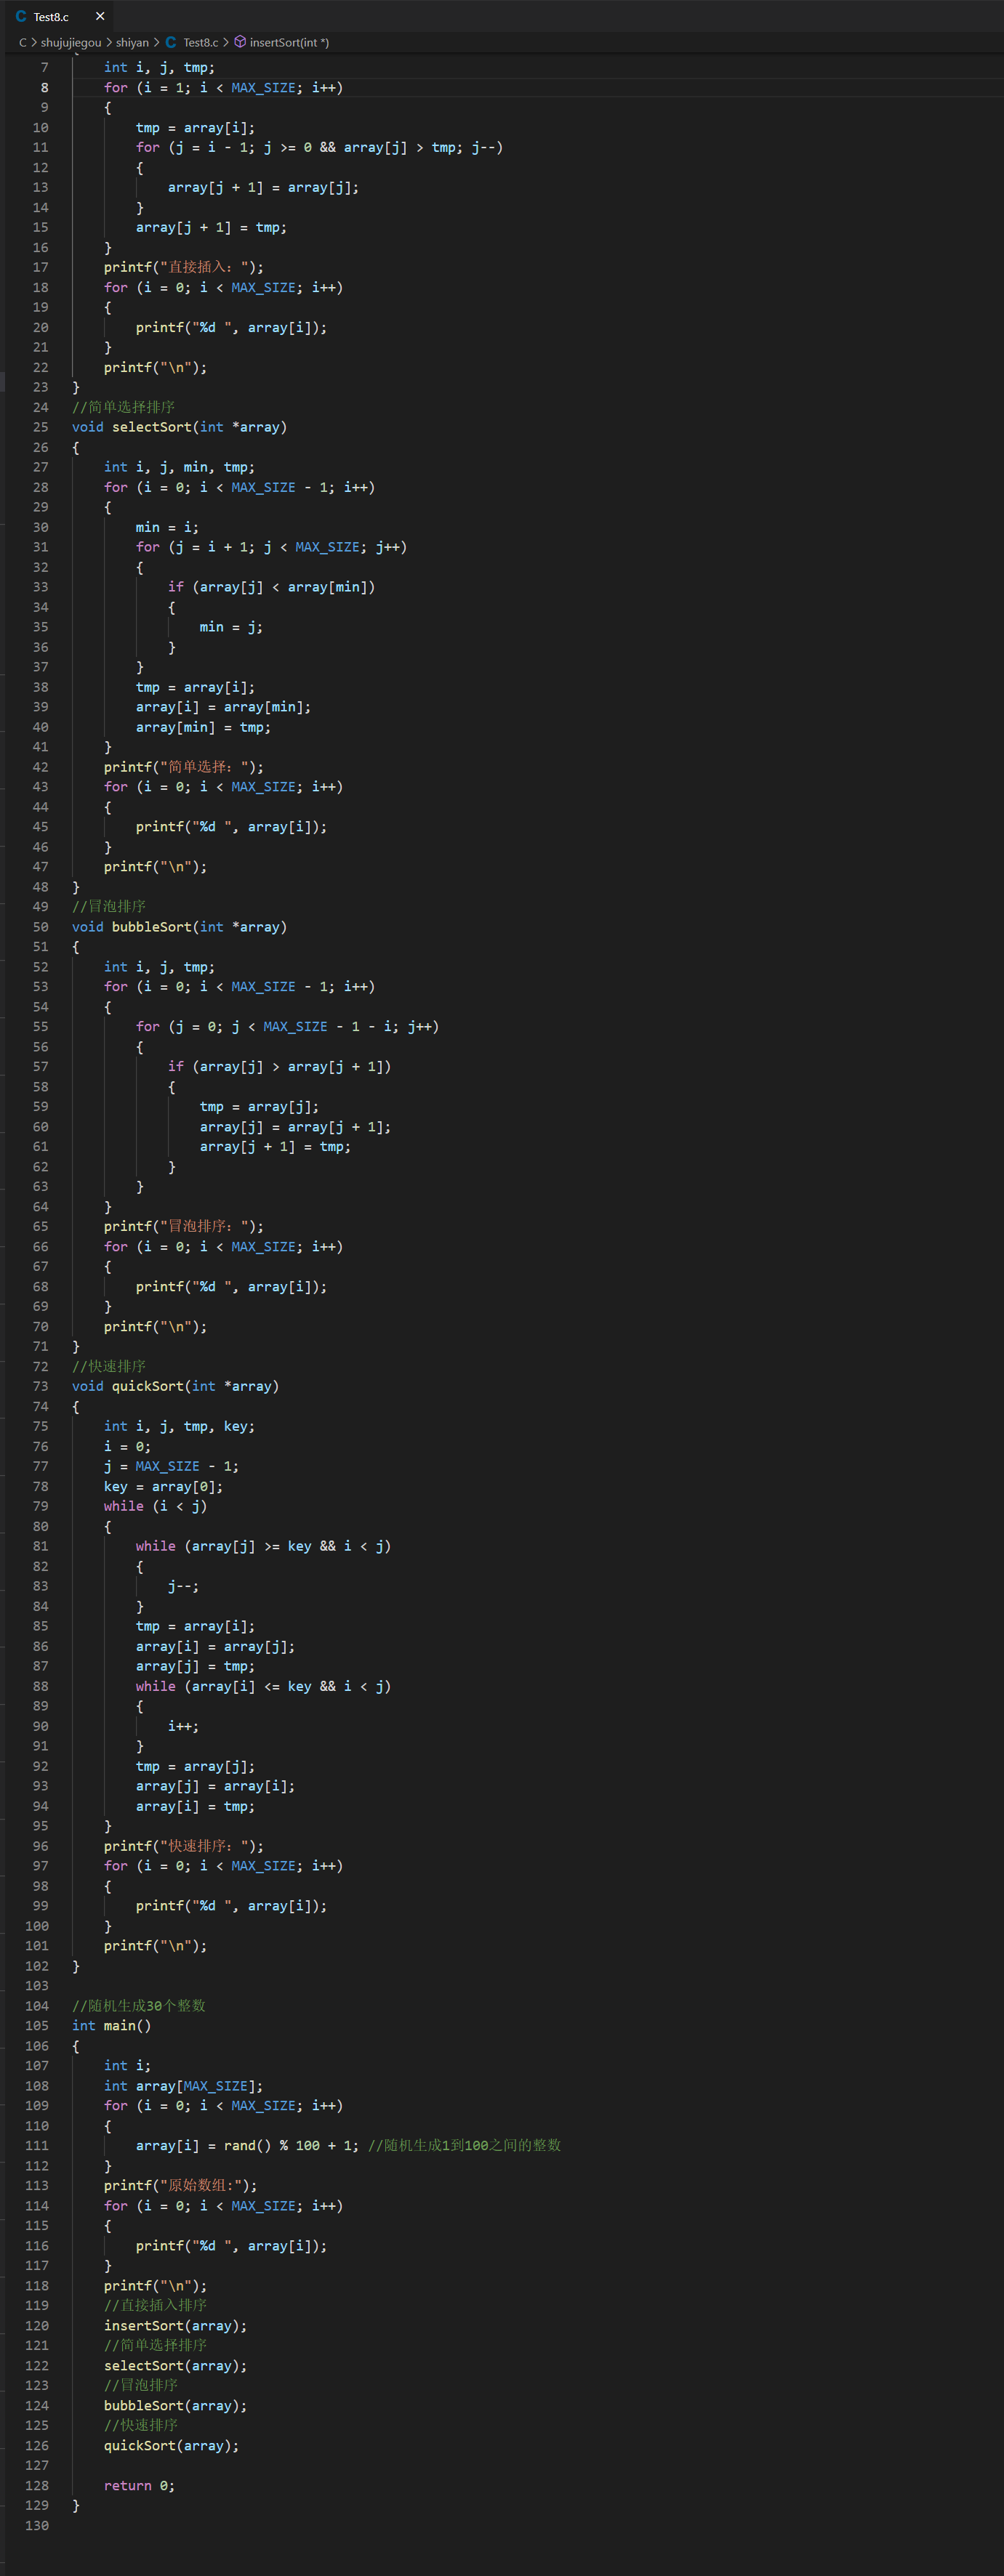 C Test8.c ×
C > shujujiegou > shiyan > C Test8.c > insertSort(int *)
7 int i, j, tmp;
8 for (i = 1; i < MAX_SIZE; i++)
9 {
10 tmp = array[i];
11 for (j = i - 1; j >= 0 && array[j] > tmp; j--)
12 {
13 array[j + 1] = array[j];
14 }
15 array[j + 1] = tmp;
16 }
17 printf("直接插入: ");
18 for (i = 0; i < MAX_SIZE; i++)
19 {
20 printf("%d ", array[i]);
21 }
22 printf("\n");
23 }
24 //简单选择排序
25 void selectSort(int *array)
26 {
27 int i, j, min, tmp;
28 for (i = 0; i < MAX_SIZE - 1; i++)
29 {
30 min = i;
31 for (j = i + 1; j < MAX_SIZE; j++)
32 {
33 if (array[j] < array[min])
34 {
35 min = j;
36 }
37 }
38 tmp = array[i];
39 array[i] = array[min];
40 array[min] = tmp;
41 }
42 printf("简单选择: ");
43 for (i = 0; i < MAX_SIZE; i++)
44 {
45 printf("%d ", array[i]);
46 }
47 printf("\n");
48 }
49 //冒泡排序
50 void bubbleSort(int *array)
51 {
52 int i, j, tmp;
53 for (i = 0; i < MAX_SIZE - 1; i++)
54 {
55 for (j = 0; j < MAX_SIZE - 1 - i; j++)
56 {
57 if (array[j] > array[j + 1])
58 {
59 tmp = array[j];
60 array[j] = array[j + 1];
61 array[j + 1] = tmp;
62 }
63 }
64 }
65 printf("冒泡排序: ");
66 for (i = 0; i < MAX_SIZE; i++)
67 {
68 printf("%d ", array[i]);
69 }
70 printf("\n");
71 }
72 //快速排序
73 void quickSort(int *array)
74 {
75 int i, j, tmp, key;
76 i = 0;
77 j = MAX_SIZE - 1;
78 key = array[0];
79 while (i < j)
80 {
81 while (array[j] >= key && i < j)
82 {
83 j--;
84 }
85 tmp = array[i];
86 array[i] = array[j];
87 array[j] = tmp;
88 while (array[i] <= key && i < j)
89 {
90 i++;
91 }
92 tmp = array[j];
93 array[j] = array[i];
94 array[i] = tmp;
95 }
96 printf("快速排序: ");
97 for (i = 0; i < MAX_SIZE; i++)
98 {
99 printf("%d ", array[i]);
100 }
101 printf("\n");
102 }
103
104 //随机生成30个整数
105 int main()
106 {
107 int i;
108 int array[MAX_SIZE];
109 for (i = 0; i < MAX_SIZE; i++)
110 {
111 array[i] = rand() % 100 + 1; //随机生成1到100之间的整数
112 }
113 printf("原始数组:");
114 for (i = 0; i < MAX_SIZE; i++)
115 {
116 printf("%d ", array[i]);
117 }
118 printf("\n");
119 //直接插入排序
120 insertSort(array);
121 //简单选择排序
122 selectSort(array);
123 //冒泡排序
124 bubbleSort(array);
125 //快速排序
126 quickSort(array);
127
128 return 0;
129 }
130